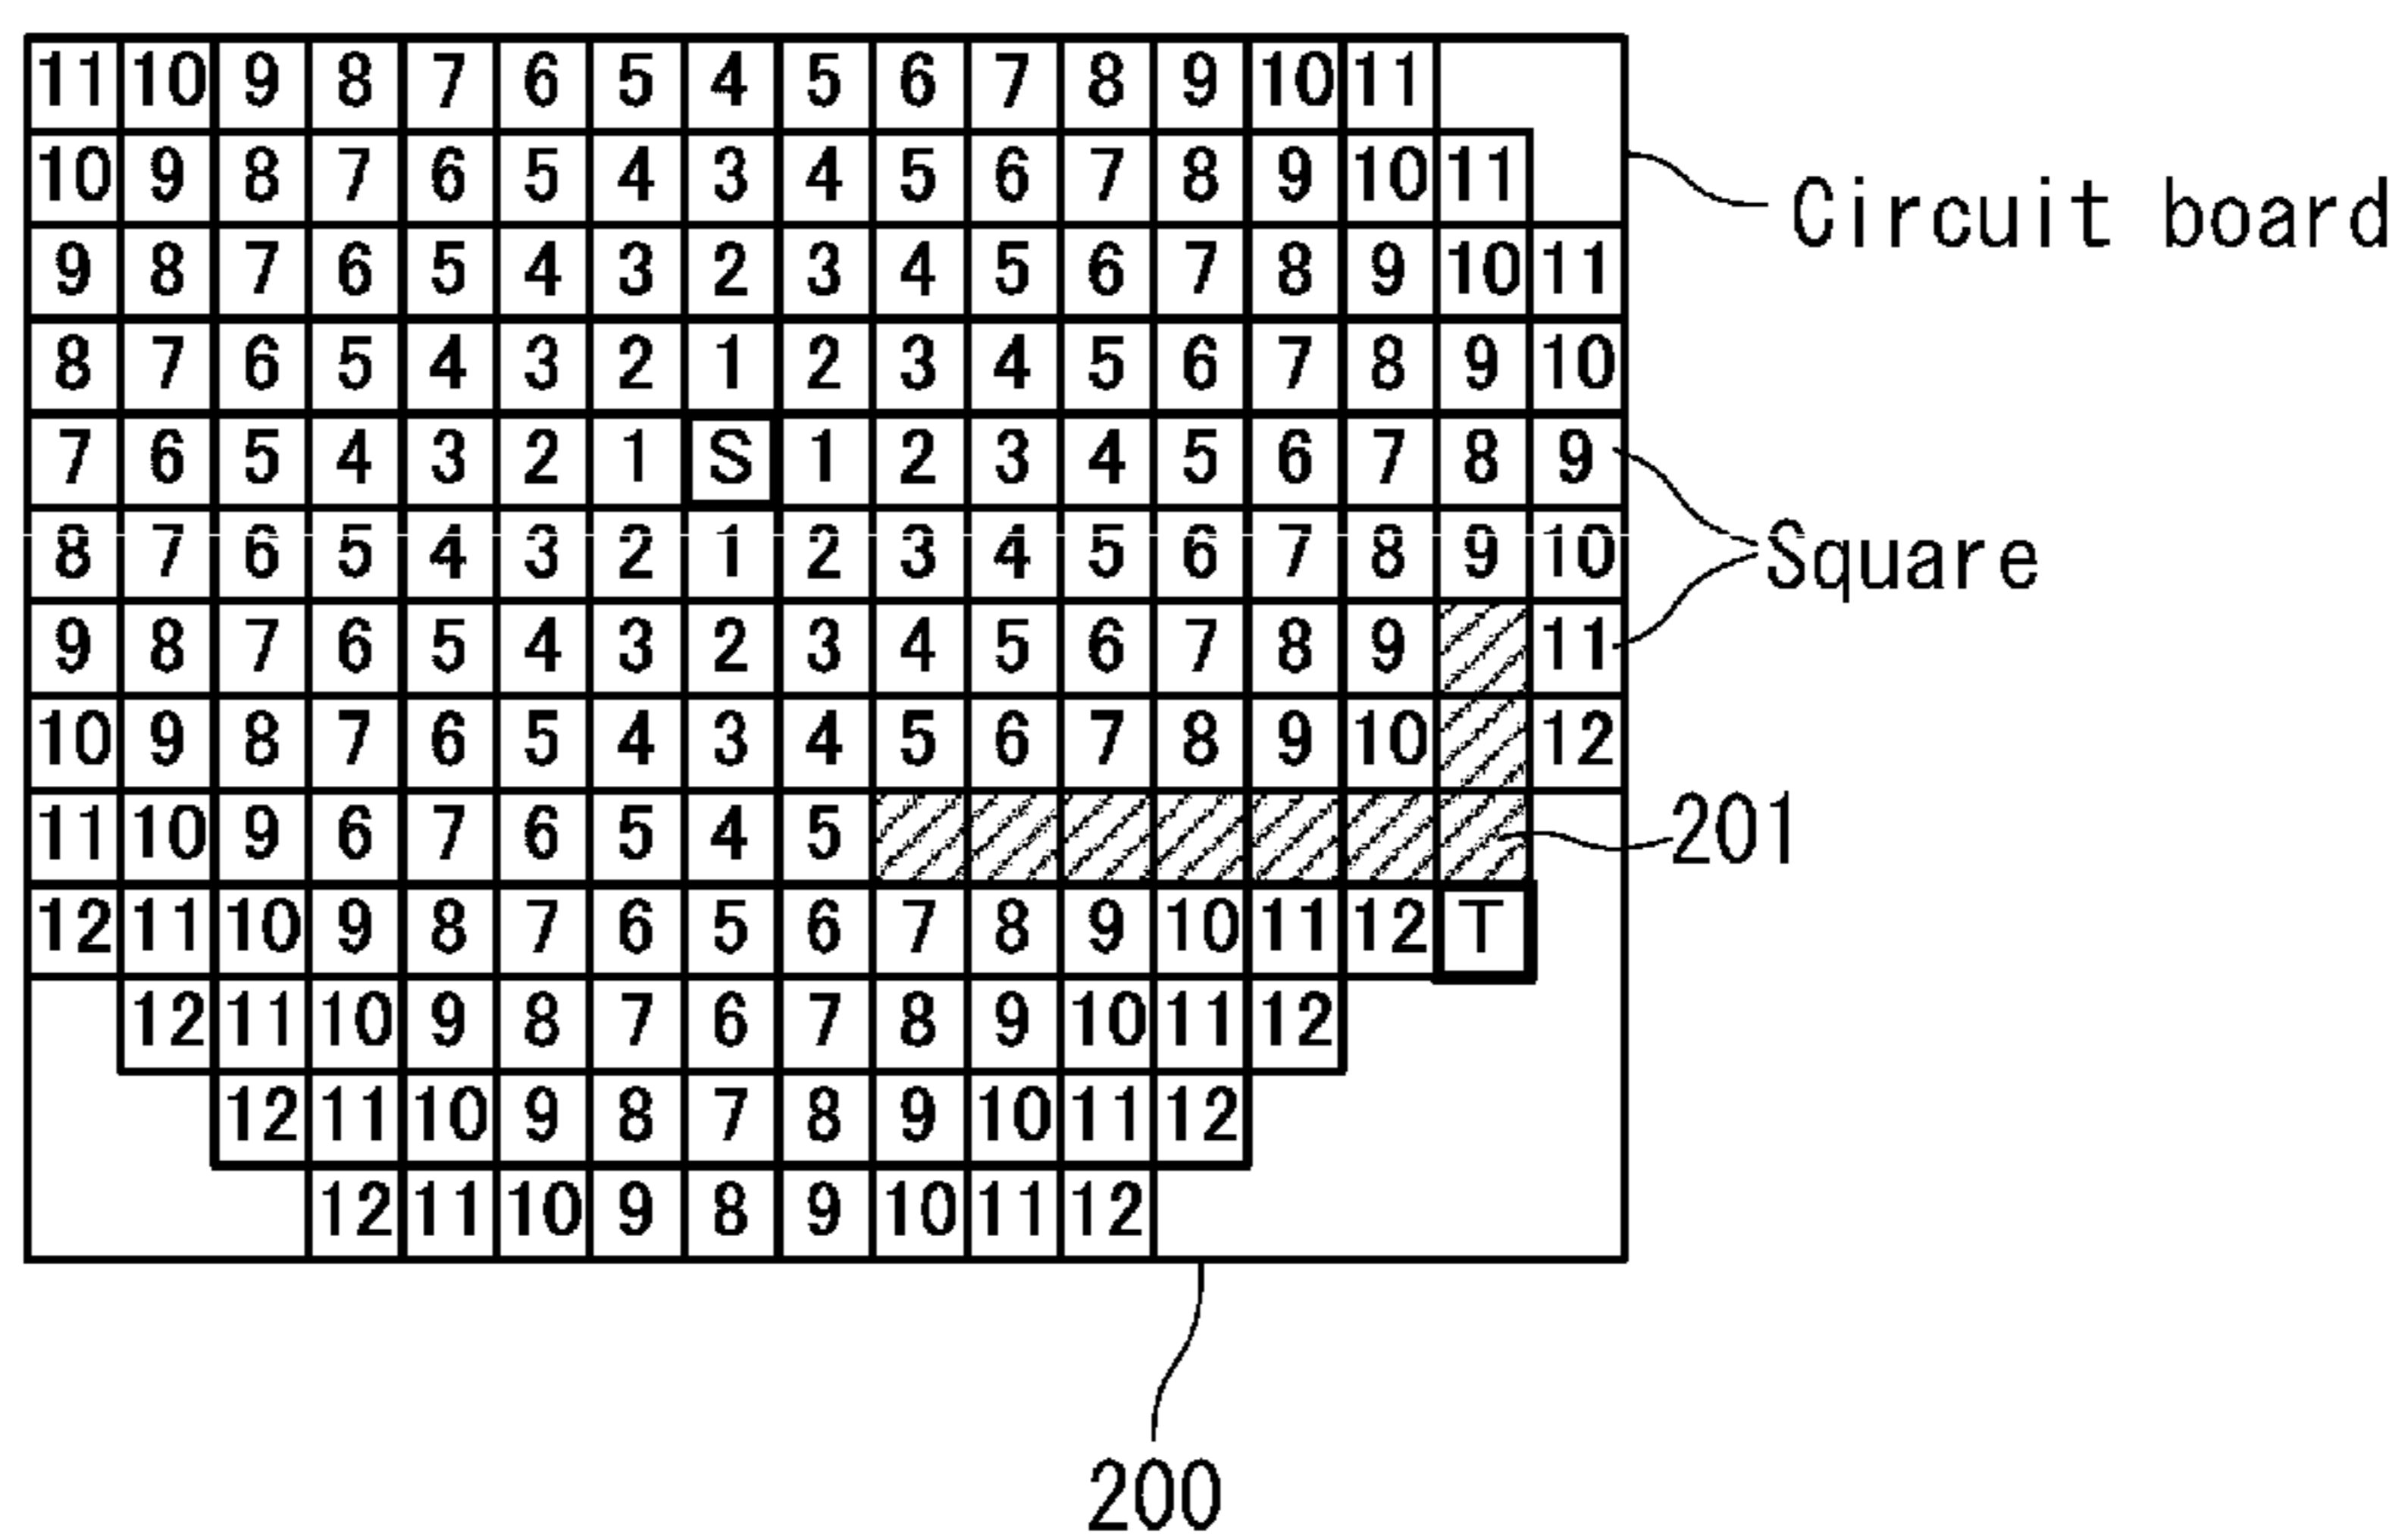 11 10 9 8 7 6 5 4 5 6 7 8 9 10 11
10 9 8 7 6 5 4 3 4 5 6 7 8 9 10 11
Circuit board
9 8 7 6 5 4 3 2 3 4 5 6 7 8 9 10 11
8 7 6 5 4 3 2 1 2 3 4 5 6 7 8 9 10
7 6 5 4 3 2 1 S 1 2 3 4 5 6 7 8 9
8 7 6 5 4 3 2 1 2 3 4 5 6 7 8 9 10
Square
9 8 7 6 5 4 3 2 3 4 5 6 7 8 9 11
10 9 8 7 6 5 4 3 4 5 6 7 8 9 10 12
11 10 9 6 7 6 5 4 5
201
12 11 10 9 8 7 6 5 6 7 8 9 10 11 12 T
12 11 10 9 8 7 6 7 8 9 10 11 12
12 11 10 9 8 7 8 9 10 11 12
12 11 10 9 8 9 10 11 12
200